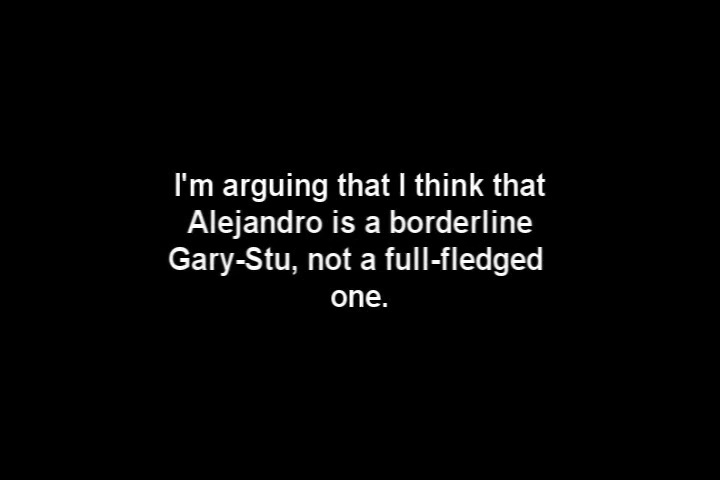 I'm arguing that I think that
Alejandro is a borderline
Gary-Stu, not a full-fledged
one.